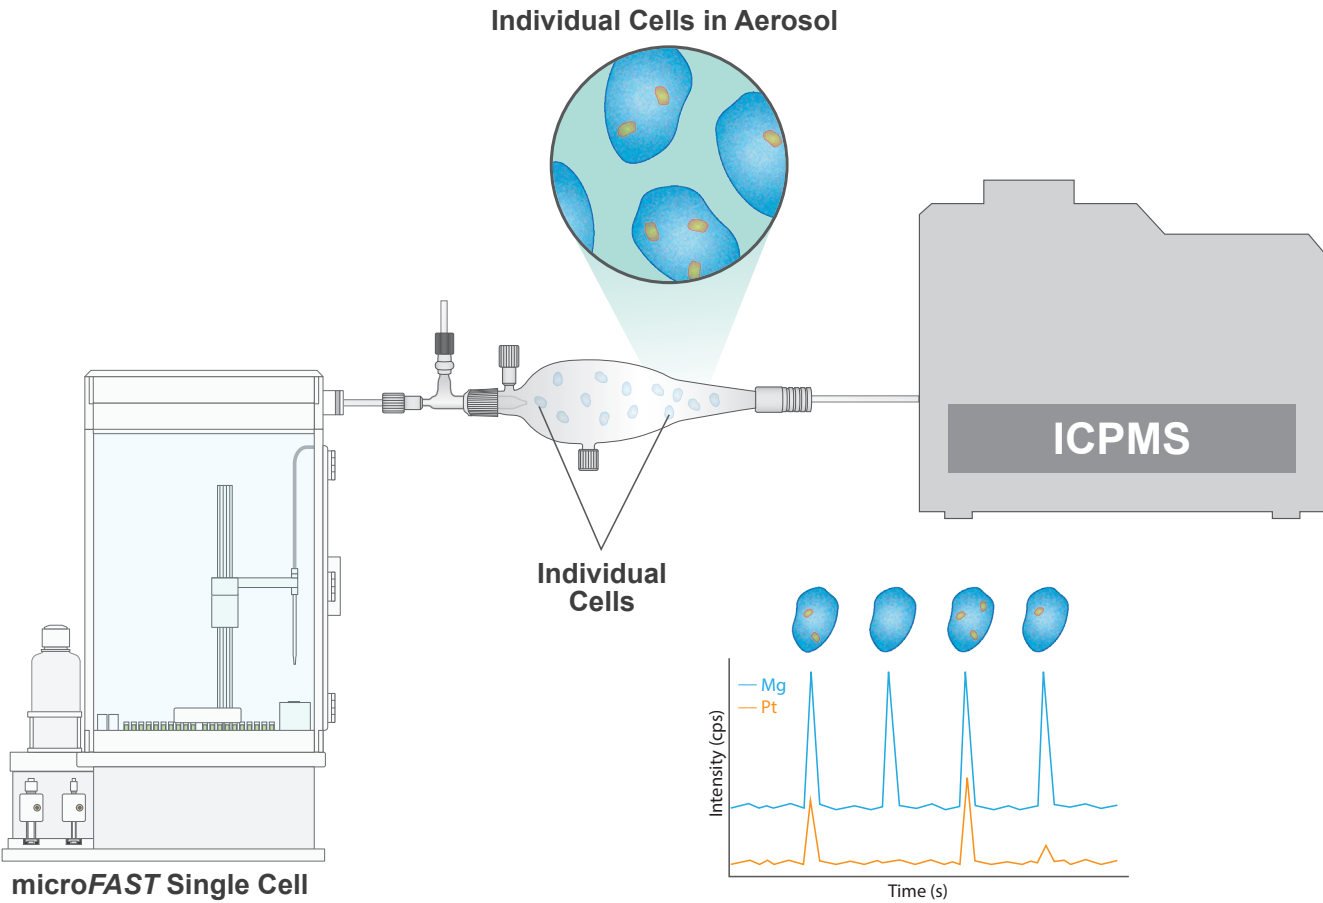 Individual Cells in Aerosol
ICPMS
Individual
Cells
Mg
Pt
Intensity (cps)
Time (s)
microFAST Single Cell